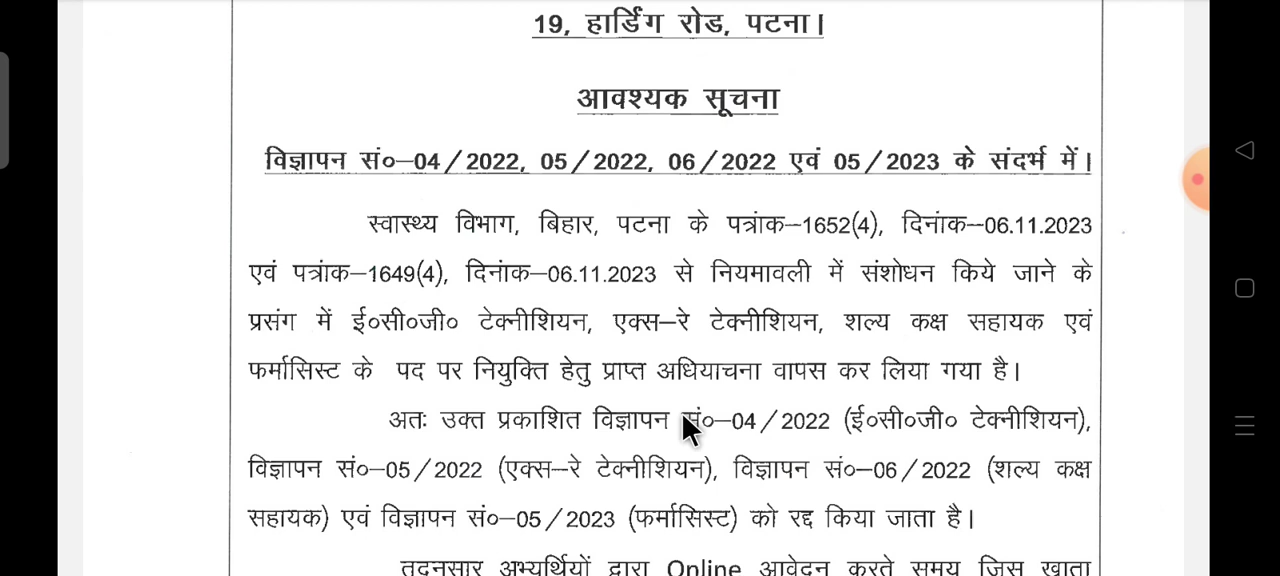 19, हार्डिंग रोड, पटना।
आवश्यक सूचना
विज्ञापन सं०–04/2022, 05/2022, 06/2022 एवं 05/2023 के संदर्भ में।
स्वास्थ्य विभाग, बिहार, पटना के पत्रांक–1652(4), दिनांक–06.11.2023
एवं पत्रांक–1649(4), दिनांक–06.11.2023 से नियमावली में संशोधन किये जाने के
प्रसंग में ई०सी०जी० टेक्नीशियन, एक्स–रे टेक्नीशियन, शल्य कक्ष सहायक एवं
फर्मासिस्ट के पद पर नियुक्ति हेतु प्राप्त अधियाचना वापस कर लिया गया है।
अतः उक्त प्रकाशित विज्ञापन सं०–04/2022 (ई०सी०जी० टेक्नीशियन),
विज्ञापन सं०–05/2022 (एक्स–रे टेक्नीशियन), विज्ञापन सं०–06/2022 (शल्य कक्ष
सहायक) एवं विज्ञापन सं०–05/2023 (फर्मासिस्ट) को रद्द किया जाता है।
तदनुसार अभ्यर्थियों द्वारा Online आवेदन करते समय जिस खाता